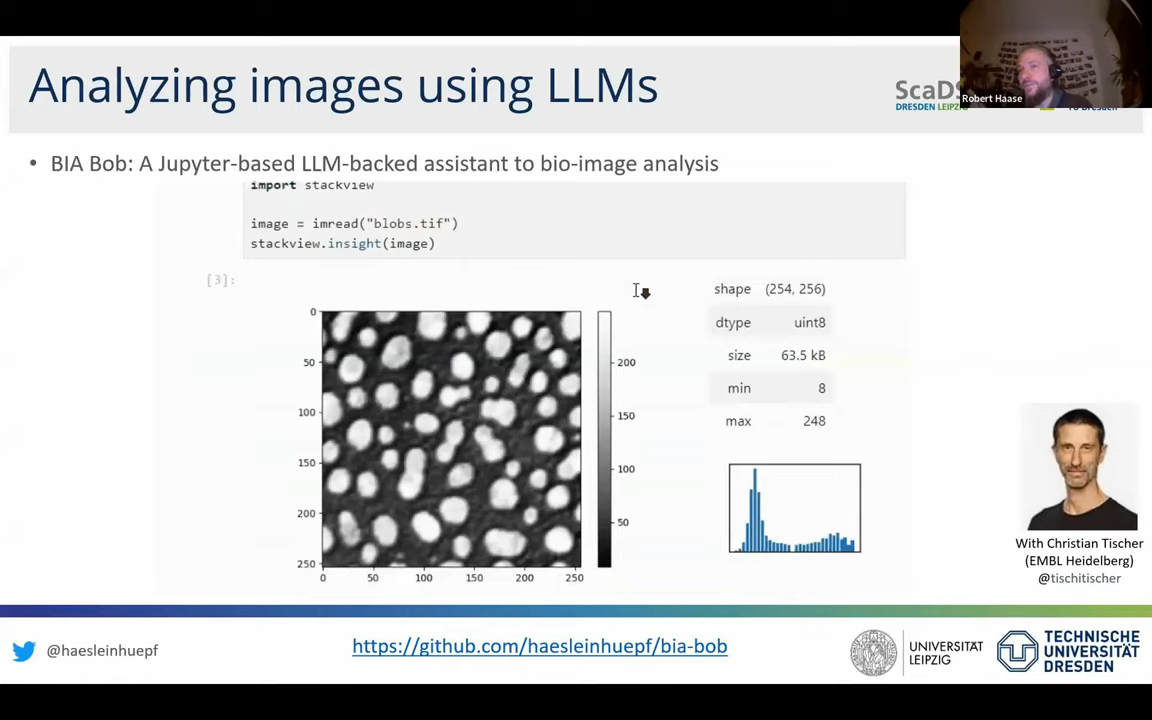 Analyzing images using LLMs
ScaDS
DRESDEN LEIPZIG
Robert Haase
• BIA Bob: A Jupyter-based LLM-backed assistant to bio-image analysis
import stackview
image = imread("blobs.tif")
stackview.insight(image)
[3]:
shape (254, 256)
dtype uint8
size 63.5 kB
min 8
max 248
0
50
100
150
200
250
0 50 100 150 200 250
200
150
100
50
With Christian Tischer
(EMBL Heidelberg)
@tischitischer
@haesleinhuepf
https://github.com/haesleinhuepf/bia-bob
UNIVERSITÄT
LEIPZIG
TECHNISCHE
UNIVERSITÄT
DRESDEN